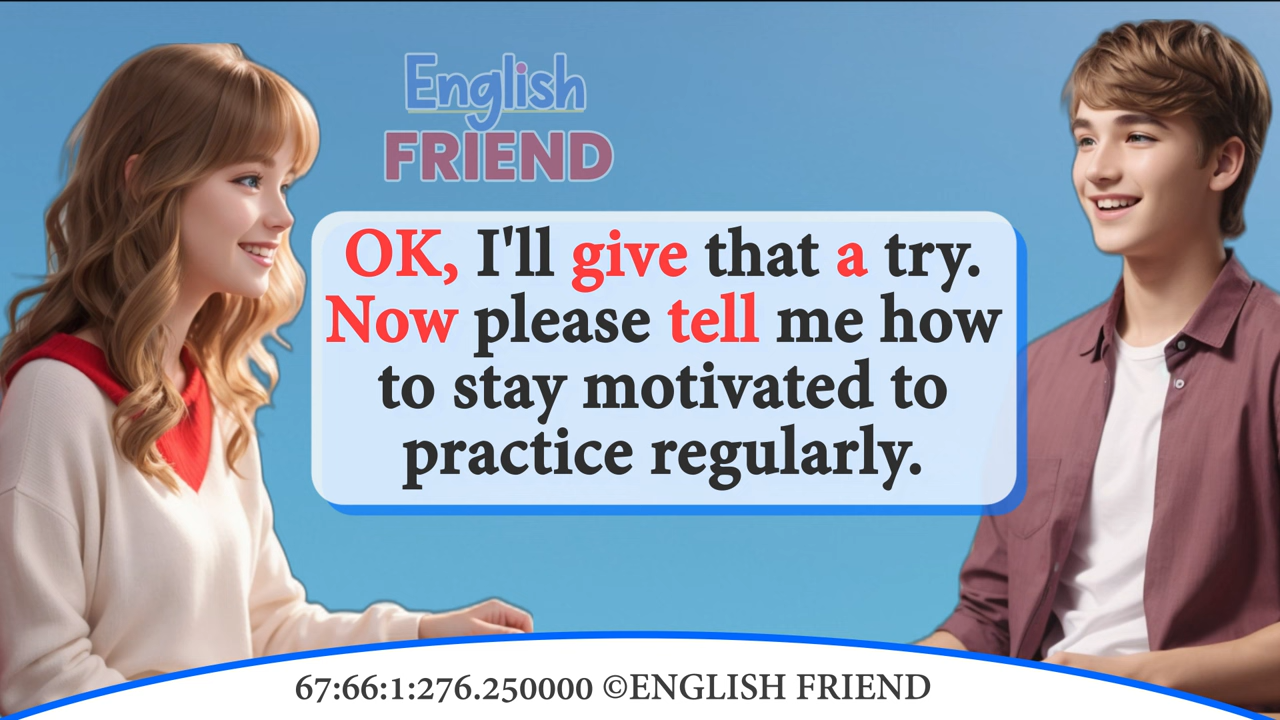 English
FRIEND
OK, I'll give that a try.
Now please tell me how
to stay motivated to
practice regularly.
67:66:1:276.250000 ©ENGLISH FRIEND